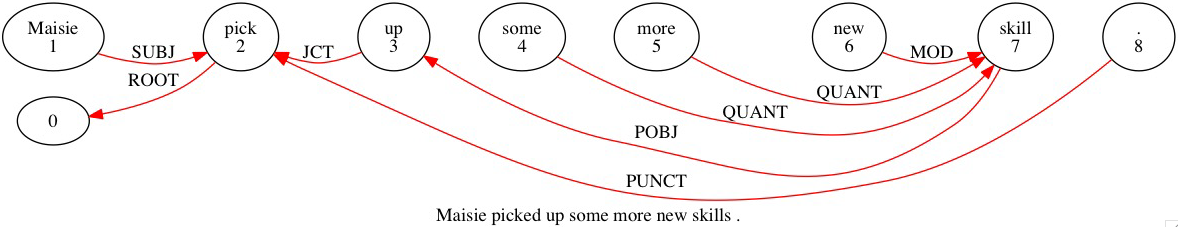 Maisie pick up some more new skill .
1 2 3 4 5 6 7 8
SUBJ JCT MOD
ROOT
QUANT
0
QUANT
POBJ
PUNCT
Maisie picked up some more new skills .